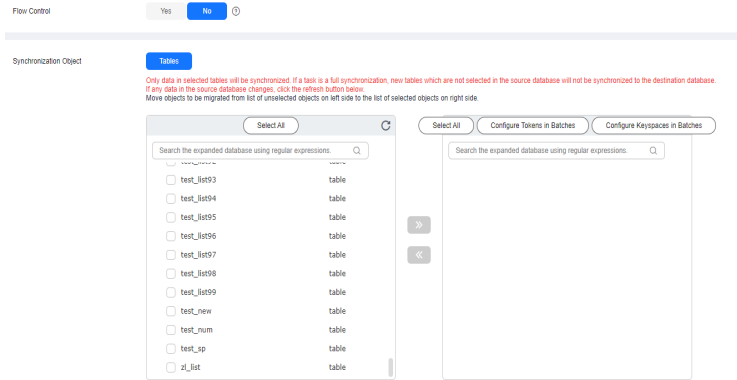 Flow Control Yes No ?
Synchronization Object Tables
Only data in selected tables will be synchronized. If a task is a full synchronization, new tables which are not selected in the source database will not be synchronized to the destination database.
If any data in the source database changes, click the refresh button below.
Move objects to be migrated from list of unselected objects on left side to the list of selected objects on right side.
Select All Select All Configure Tokens in Batches Configure Keyspaces in Batches
Search the expanded database using regular expressions. Search the expanded database using regular expressions.
test_list93 table
test_list94 table
test_list95 table
test_list96 table
test_list97 table
test_list98 table
test_list99 table
test_new table
test_num table
test_sp table
zl_list table